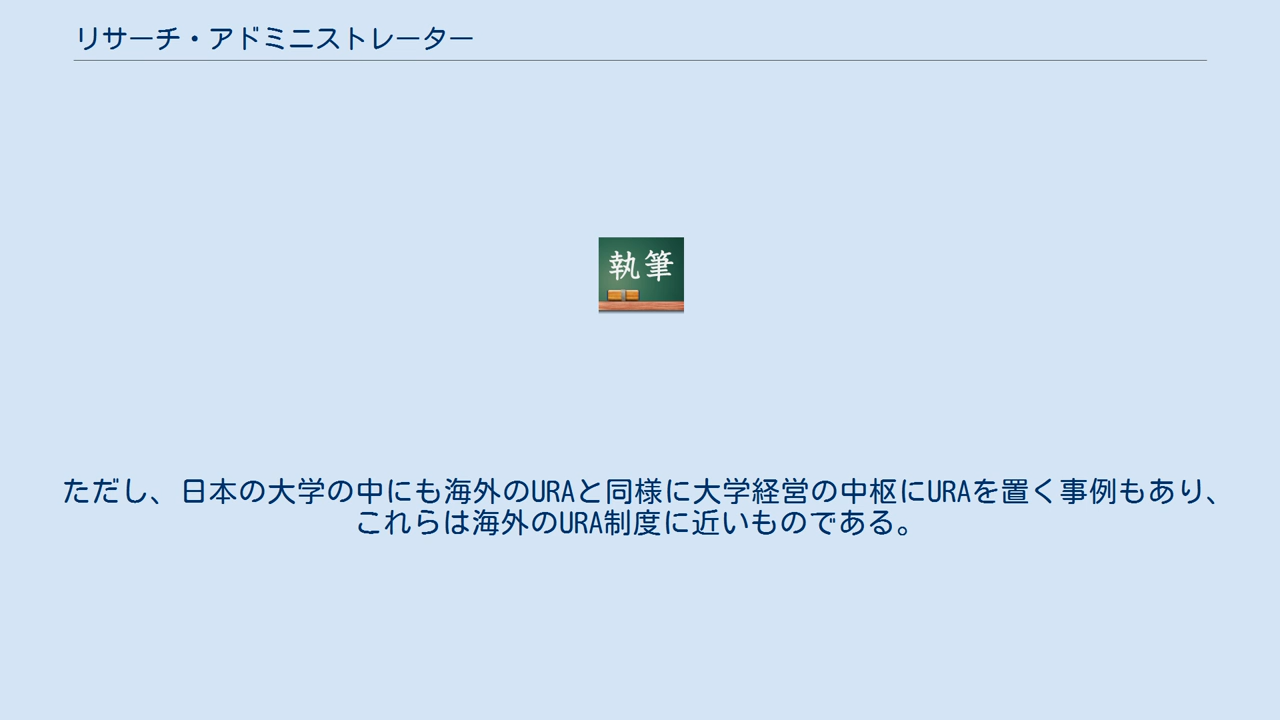 リサーチ・アドミニストレーター
執筆
ただし、日本の大学の中にも海外のURAと同様に大学経営の中枢にURAを置く事例もあり、
これらは海外のURA制度に近いものである。